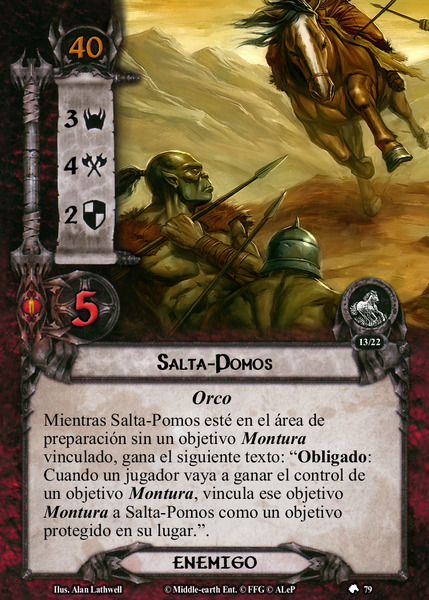 40
3
4
2
5
13/22
Salta-Pomos
Orco
Mientras Salta-Pomos esté en el área de
preparación sin un objetivo Montura
vinculado, gana el siguiente texto: “Obligado:
Cuando un jugador vaya a ganar el control de
un objetivo Montura, vincula ese objetivo
Montura a Salta-Pomos como un objetivo
protegido en su lugar.”.
ENEMIGO
Ilus. Alan Lathwell © Middle-earth Ent. © FFG © ALeP 79